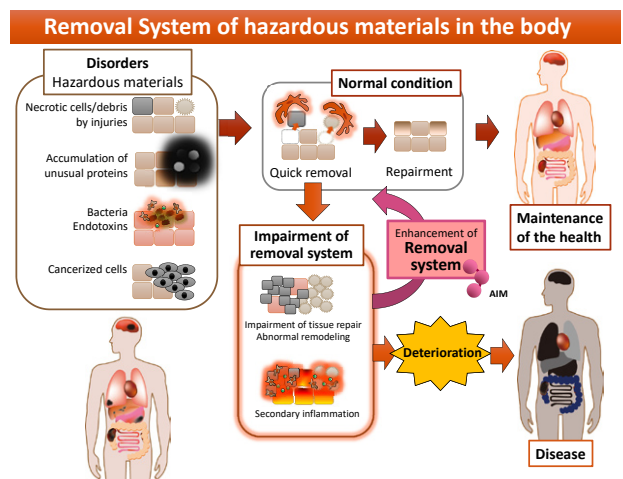 Removal System of hazardous materials in the body
Disorders
Hazardous materials
Necrotic cells/debris
by injuries
Accumulation of
unusual proteins
Bacteria
Endotoxins
Cancerized cells
Normal condition
Quick removal
Repairment
Maintenance
of the health
Impairment of
removal system
Impairment of tissue repair
Abnormal remodeling
Secondary inflammation
Enhancement of
Removal
system
AIM
Deterioration
Disease